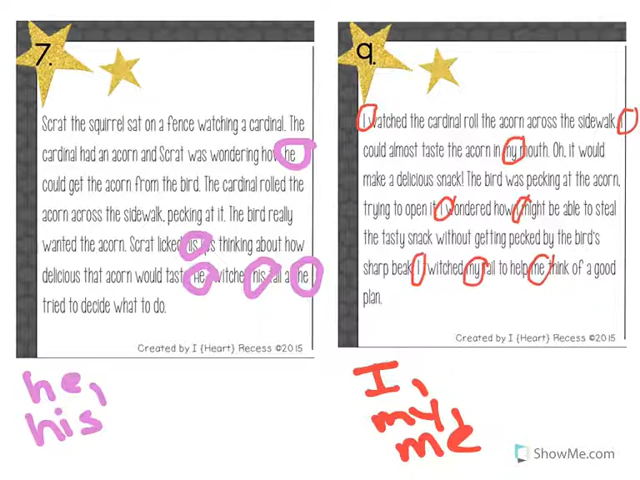 7.
Scrat the squirrel sat on a fence watching a cardinal. The
cardinal had an acorn and Scrat was wondering how he
could get the acorn from the bird. The cardinal rolled the
acorn across the sidewalk, pecking at it. The bird really
wanted the acorn. Scrat licked his lips thinking about how
delicious that acorn would taste. He twitched his tail as he
tried to decide what to do.
Created by I {Heart} Recess ©2015
he,
his
9.
I watched the cardinal roll the acorn across the sidewalk. I
could almost taste the acorn in my mouth. Oh, it would
make a delicious snack! The bird was pecking at the acorn,
trying to open it. I wondered how I might be able to steal
the tasty snack without getting pecked by the bird's
sharp beak. I twitched my tail to help me think of a good
plan.
Created by I {Heart} Recess ©2015
I,
my,
me
ShowMe.com